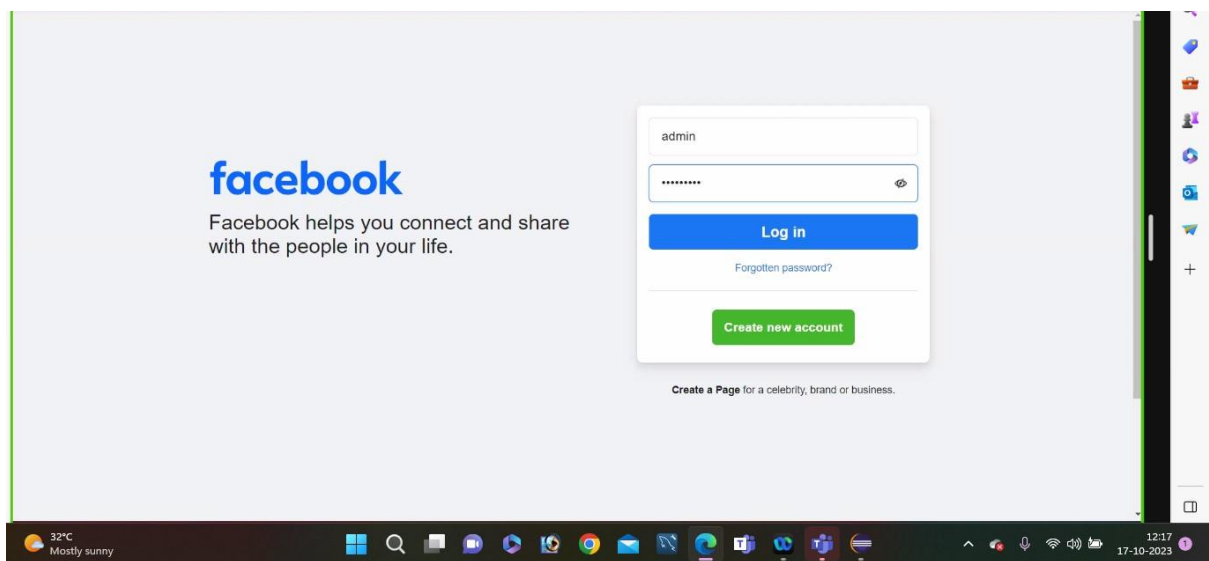 admin
facebook
•••••••••
Facebook helps you connect and share
with the people in your life.
Log in
Forgotten password?
Create new account
Create a Page for a celebrity, brand or business.
32°C
Mostly sunny
12:17
17-10-2023
1